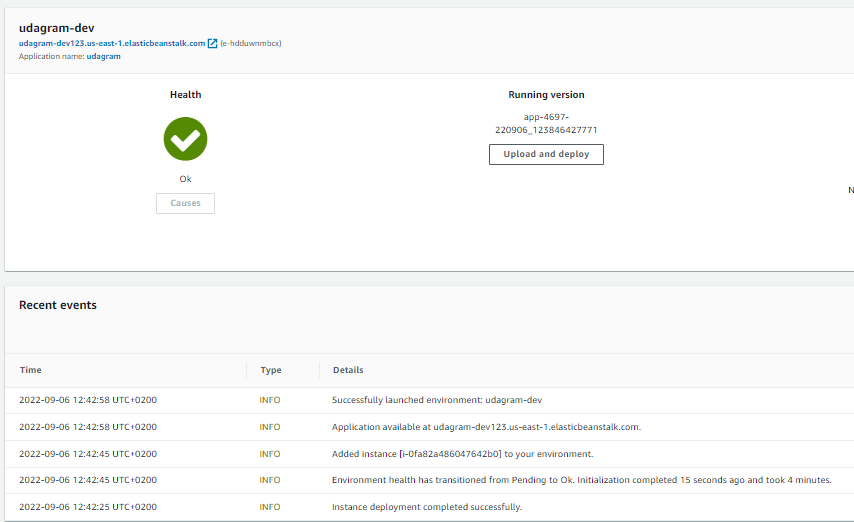 udagram-dev
udagram-dev123.us-east-1.elasticbeanstalk.com (e-hdduwnmbcx)
Application name: udagram
Health
Running version
app-4697-
220906_123846427771
Upload and deploy
Ok
Causes
N
Recent events
Time Type Details
2022-09-06 12:42:58 UTC+0200 INFO Successfully launched environment: udagram-dev
2022-09-06 12:42:58 UTC+0200 INFO Application available at udagram-dev123.us-east-1.elasticbeanstalk.com.
2022-09-06 12:42:45 UTC+0200 INFO Added instance [i-0fa82a486047642b0] to your environment.
2022-09-06 12:42:45 UTC+0200 INFO Environment health has transitioned from Pending to Ok. Initialization completed 15 seconds ago and took 4 minutes.
2022-09-06 12:42:25 UTC+0200 INFO Instance deployment completed successfully.